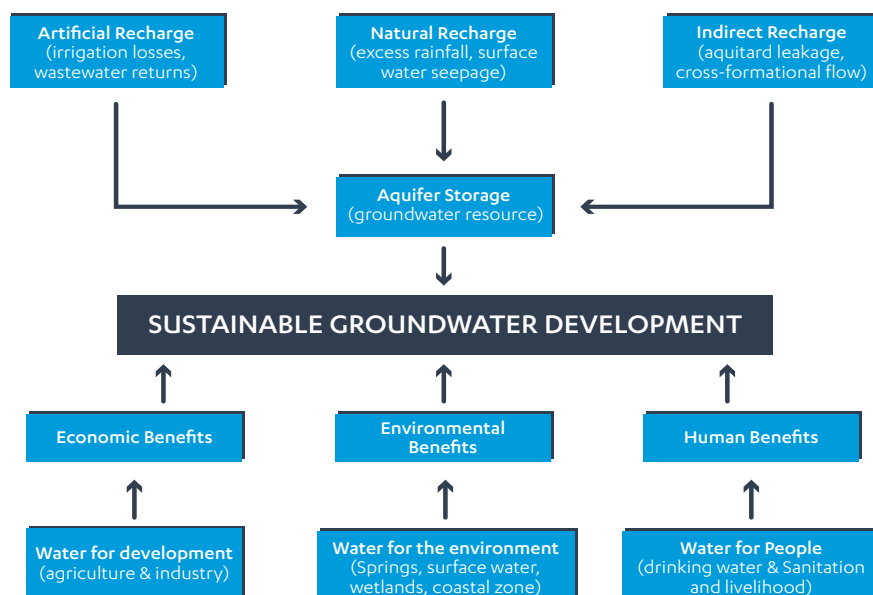 Artificial Recharge
(irrigation losses,
wastewater returns)
Natural Recharge
(excess rainfall, surface
water seepage)
Indirect Recharge
(aquitard leakage,
cross-formational flow)
Aquifer Storage
(groundwater resource)
SUSTAINABLE GROUNDWATER DEVELOPMENT
Economic Benefits
Environmental
Benefits
Human Benefits
Water for development
(agriculture & industry)
Water for the environment
(Springs, surface water,
wetlands, coastal zone)
Water for People
(drinking water & Sanitation
and livelihood)